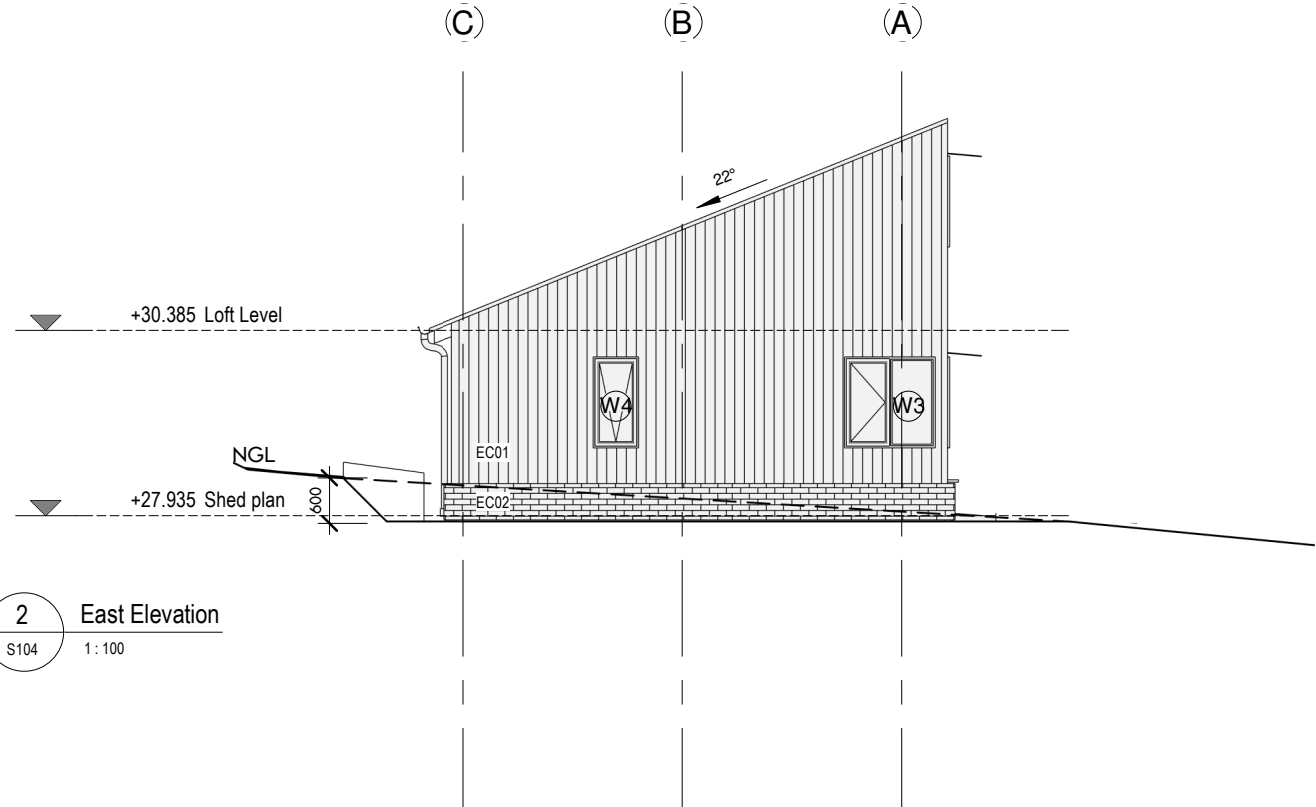 C
B
A
22°
+30.385 Loft Level
W4
W3
NGL
EC01
+27.935 Shed plan
600
EC02
2
East Elevation
S104
1 : 100